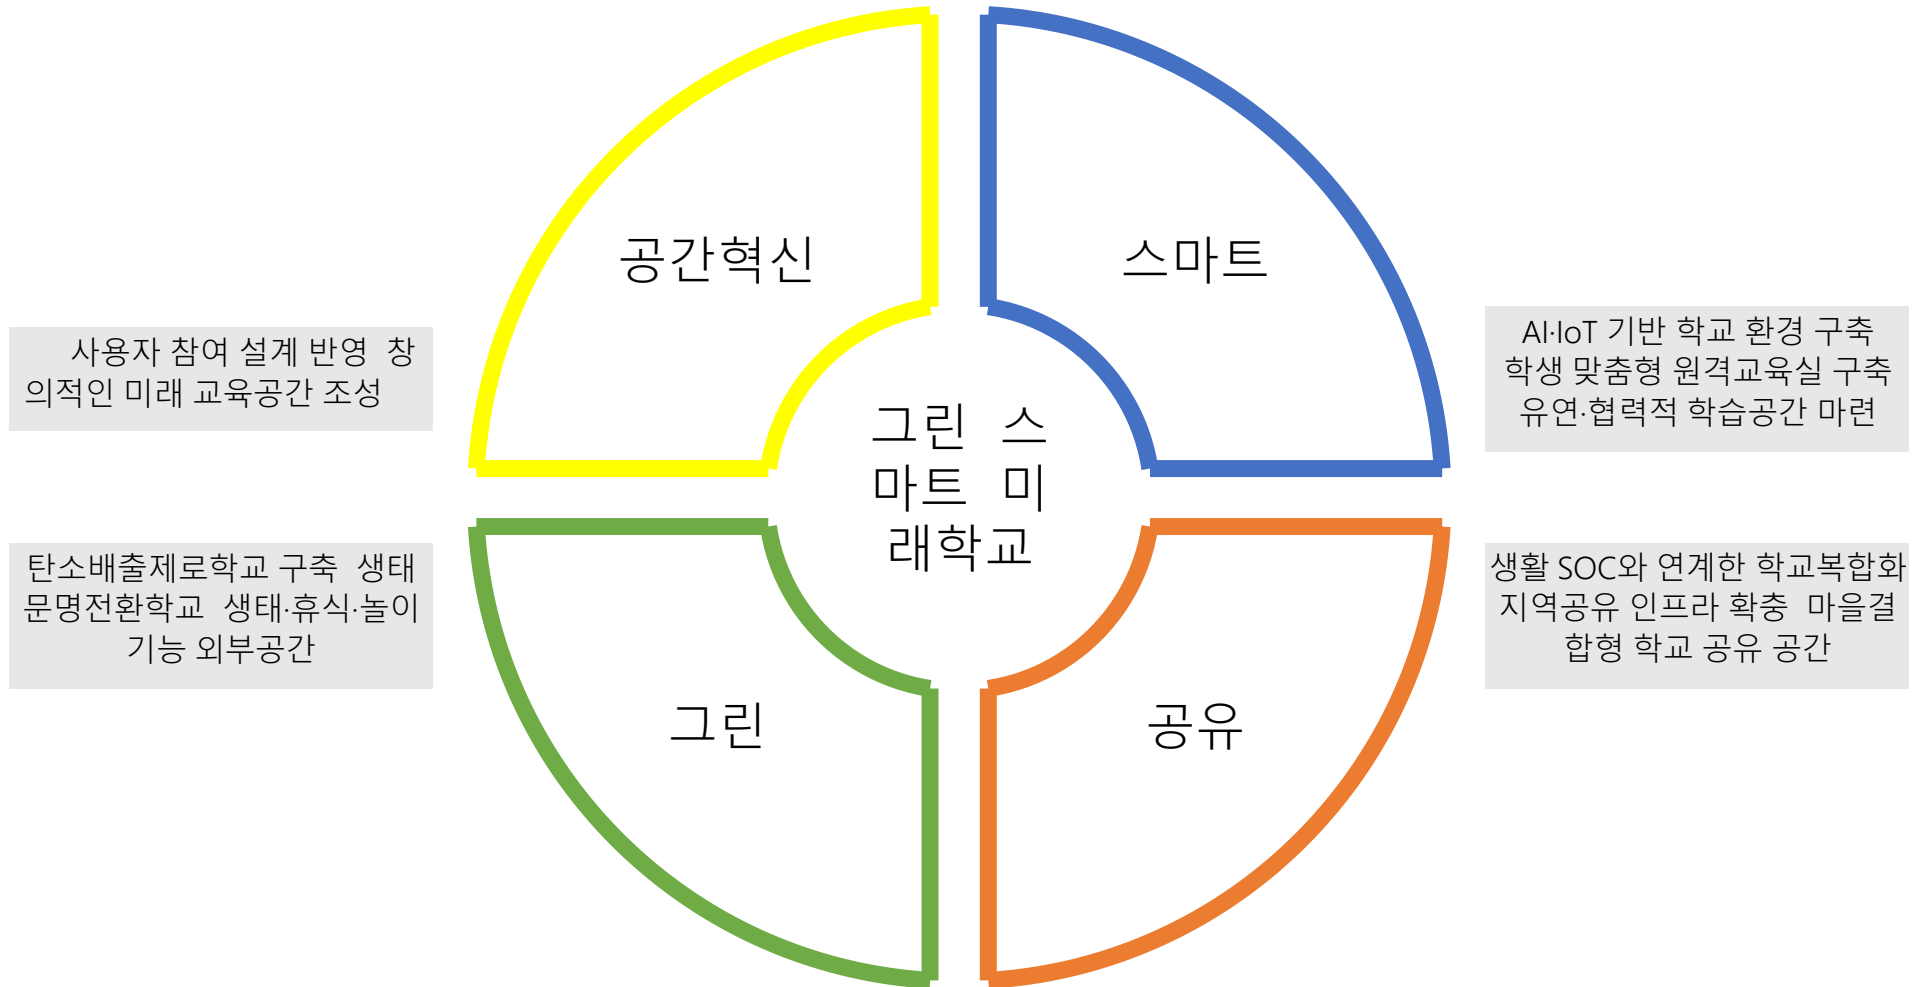 공간혁신
스마트
사용자 참여 설계 반영 창
의적인 미래 교육공간 조성
AI·IoT 기반 학교 환경 구축
학생 맞춤형 원격교육실 구축
유연·협력적 학습공간 마련
그린 스
마트 미
래학교
탄소배출제로학교 구축 생태
문명전환학교 생태·휴식·놀이
기능 외부공간
생활 SOC와 연계한 학교복합화
지역공유 인프라 확충 마을결
합형 학교 공유 공간
그린
공유